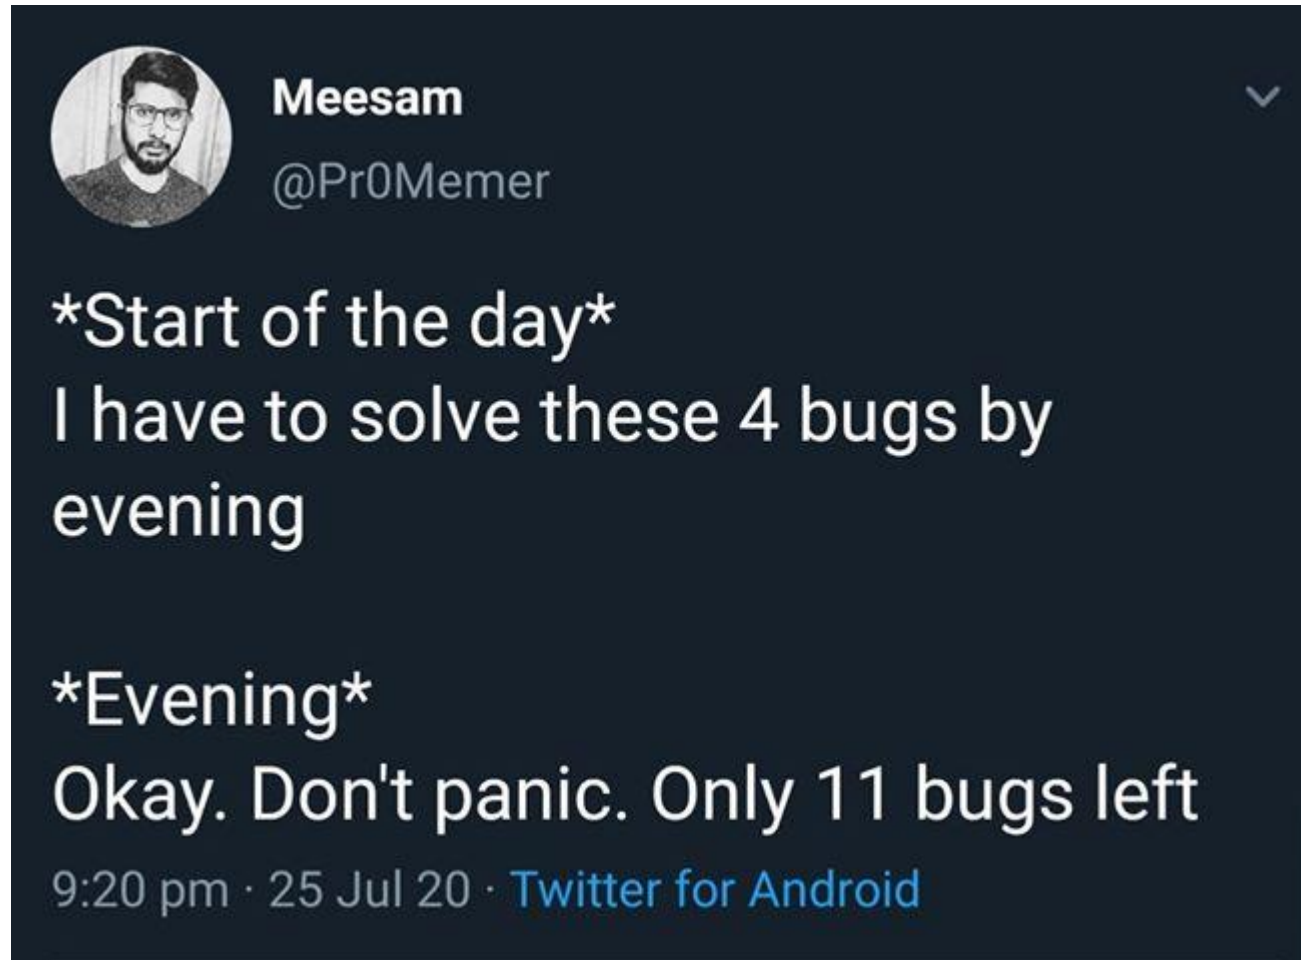 Meesam
@Pr0Memer
*Start of the day*
I have to solve these 4 bugs by
evening
*Evening*
Okay. Don't panic. Only 11 bugs left
9:20 pm · 25 Jul 20 · Twitter for Android